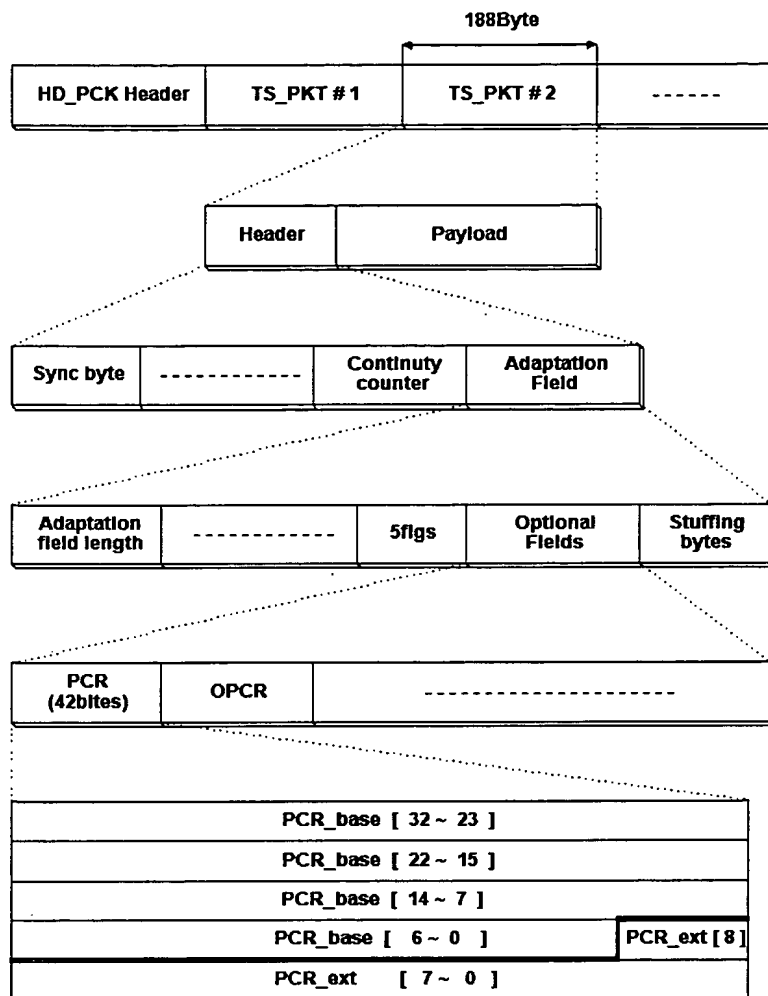 188Byte
HD_PCK Header TS_PKT # 1 TS_PKT # 2 ------
Header Payload
Sync byte ------------ Continuty counter Adaptation Field
Adaptation field length ------------ 5flgs Optional Fields Stuffing bytes
PCR (42bites) OPCR --------------------
PCR_base [ 32 ~ 23 ]
PCR_base [ 22 ~ 15 ]
PCR_base [ 14 ~ 7 ]
PCR_base [ 6 ~ 0 ] PCR_ext [ 8 ]
PCR_ext [ 7 ~ 0 ]